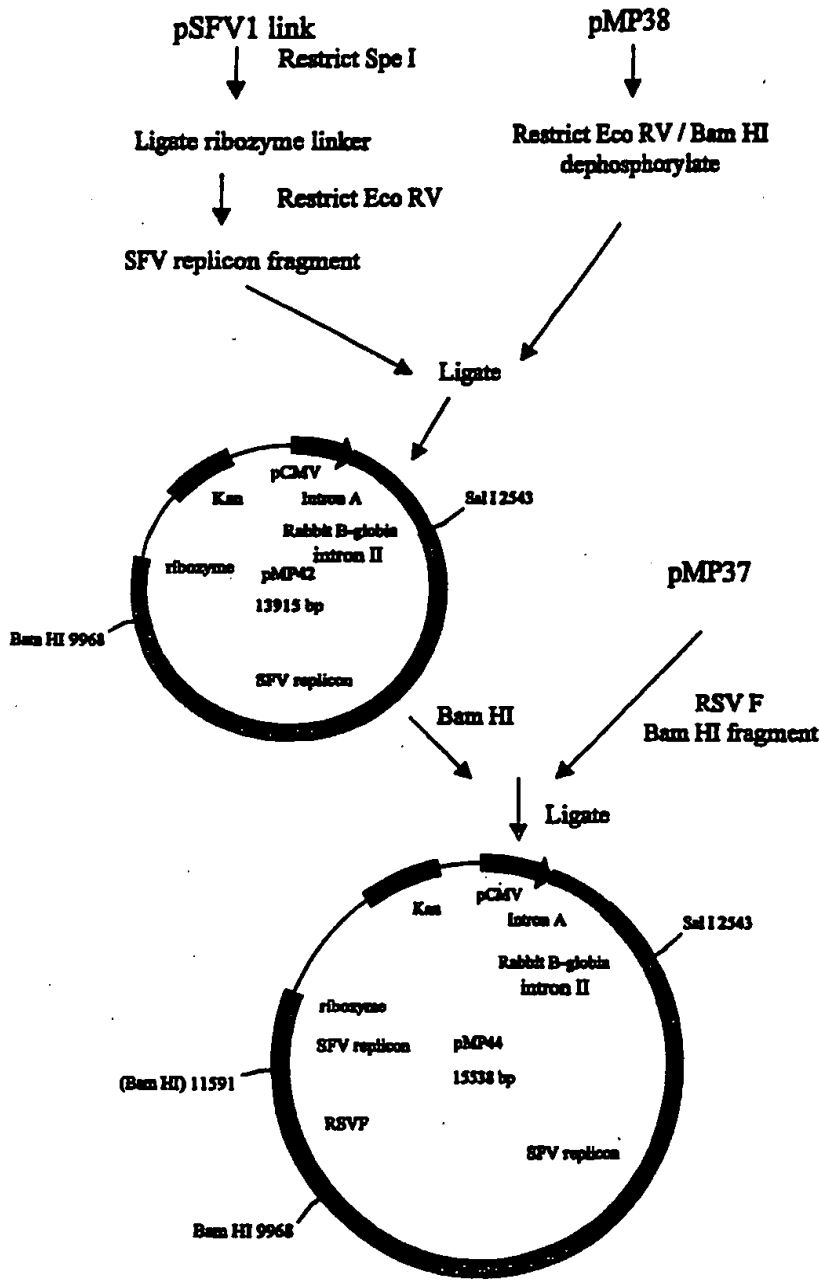 pSFV1 link
Restrict Spe I
Ligate ribozyme linker
Restrict Eco RV
SFV replicon fragment
pMP38
Restrict Eco RV / Bam HI
dephosphorylate
Ligate
pCMV
Kan
Intron A
Sal I 2543
Rabbit B-globin
intron II
ribozyme
pMP42
13915 bp
Bam HI 9968
SFV replicon
pMP37
Bam HI
RSV F
Bam HI fragment
Ligate
pCMV
Kan
Intron A
Sal I 2543
Rabbit B-globin
intron II
ribozyme
SFV replicon
pMP44
15538 bp
(Bam HI) 11591
RSVF
SFV replicon
Bam HI 9968